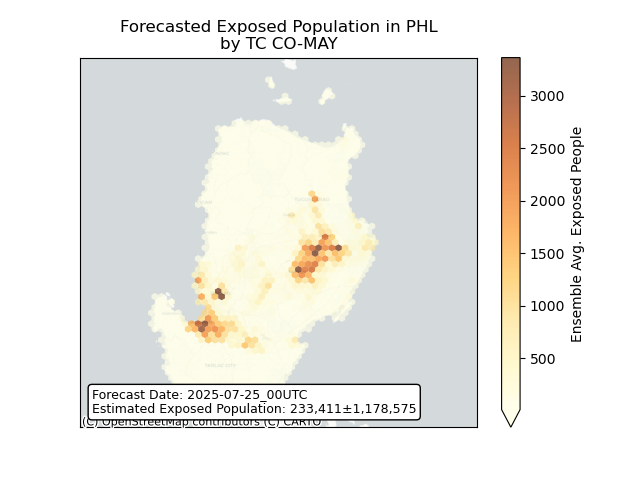 Forecasted Exposed Population in PHL
by TC CO-MAY
3000
2500
2000
1500
1000
500
Ensemble Avg. Exposed People
Forecast Date: 2025-07-25_00UTC
Estimated Exposed Population: 233,411±1,178,575
(C) OpenStreetMap contributors (C) CARTO